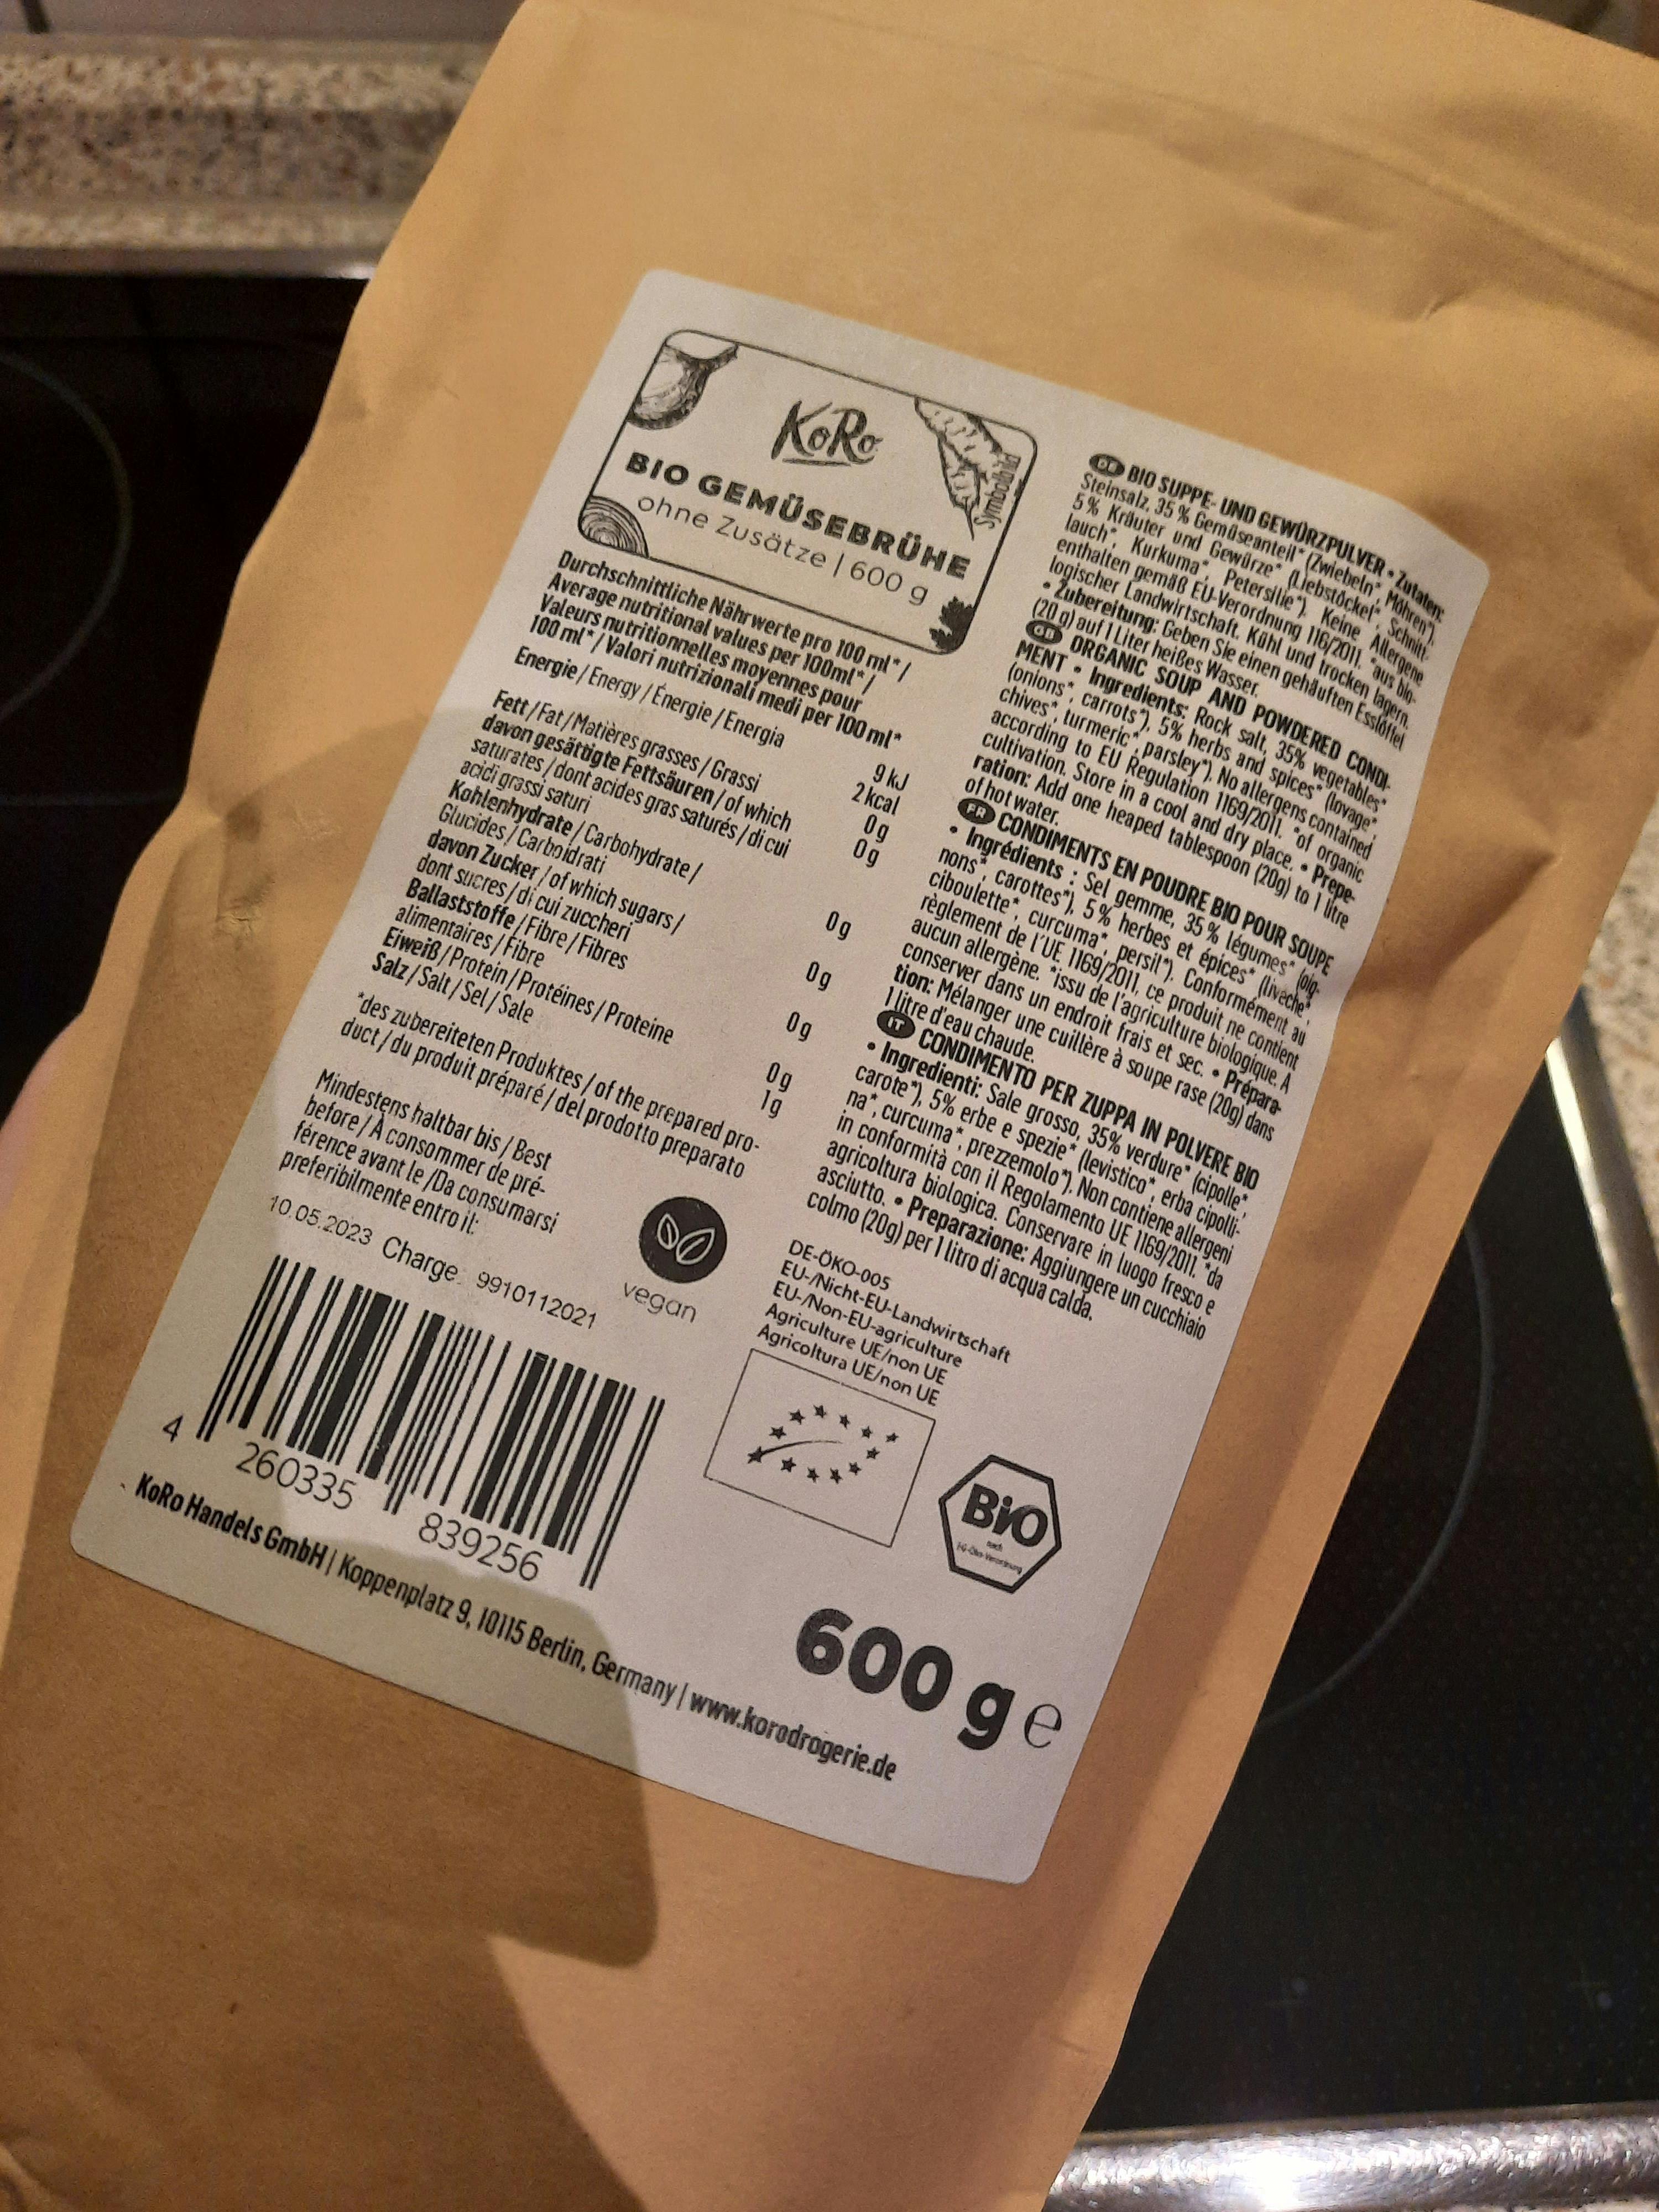 KoRo
Symbolbild
BIO GEMÜSEBRÜHE
ohne Zusätze | 600 g
Durchschnittliche Nährwerte pro 100 ml* /
Average nutritional values per 100ml* /
Valeurs nutritionnelles moyennes pour
100 ml* / Valori nutrizionali medi per 100 ml*
Energie / Energy / Énergie / Energia
9 kJ
2 kcal
Fett / Fat / Matières grasses / Grassi 0 g
davon gesättigte Fettsäuren / of which 0 g
saturates / dont acides gras saturés / di cui
acidi grassi saturi
Kohlenhydrate / Carbohydrate / 0 g
Glucides / Carboidrati
davon Zucker / of which sugars / 0 g
dont sucres / di cui zuccheri
Ballaststoffe / Fibre / Fibres 0 g
alimentaires / Fibre
Eiweiß / Protein / Protéines / Proteine 0 g
Salz / Salt / Sel / Sale 1 g
*des zubereiteten Produktes / of the prepared pro-
duct / du produit préparé / del prodotto preparato
Mindestens haltbar bis / Best
before / À consommer de pré-
férence avant le /Da consumarsi
preferibilmente entro il:
10.05.2023 Charge: 9910112021
vegan
4 260335 839256
DE BIO SUPPE- UND GEWÜRZPULVER • Zutaten:
Steinsalz, 35 % Gemüseanteil* (Zwiebeln*, Möhren*),
5 % Kräuter und Gewürze* (Liebstöckel*, Schnitt-
lauch*, Kurkuma*, Petersilie*). Keine Allergene
enthalten gemäß EU-Verordnung 116/2011. *aus bio-
logischer Landwirtschaft. Kühl und trocken lagern.
• Zubereitung: Geben Sie einen gehäuften Esslöffel
(20 g) auf 1 Liter heißes Wasser.
GB ORGANIC SOUP AND POWDERED CONDI-
MENT • Ingredients: Rock salt, 35% vegetables*
(onions*, carrots*), 5% herbs and spices* (lovage*,
chives*, turmeric*, parsley*). No allergens contained
according to EU Regulation 1169/2011. *of organic
cultivation. Store in a cool and dry place. • Prepe-
ration: Add one heaped tablespoon (20g) to 1 litre
of hot water.
FR CONDIMENTS EN POUDRE BIO POUR SOUPE
• Ingrédients : Sel gemme, 35 % légumes* (oig-
nons*, carottes*), 5 % herbes et épices* (livèche*,
ciboulette*, curcuma*, persil*). Conformément au
règlement de l'UE 1169/2011, ce produit ne contient
aucun allergène. *issu de l'agriculture biologique. À
conserver dans un endroit frais et sec. • Prépara-
tion: Mélanger une cuillère à soupe rase (20g) dans
1 litre d'eau chaude.
IT CONDIMENTO PER ZUPPA IN POLVERE BIO
• Ingredienti: Sale grosso, 35% verdure* (cipolle*,
carote*), 5% erbe e spezie* (levistico*, erba cipolli-
na*, curcuma*, prezzemolo*). Non contiene allergeni
in conformità con il Regolamento UE 1169/2011. *da
agricoltura biologica. Conservare in luogo fresco e
asciutto. • Preparazione: Aggiungere un cucchiaio
colmo (20g) per 1 litro di acqua calda.
DE-ÖKO-005
EU-/Nicht-EU-Landwirtschaft
EU-/Non-EU-agriculture
Agriculture UE/non UE
Agricoltura UE/non UE
Bio
nach
EG-Öko-Verordnung
600 g e
KoRo Handels GmbH | Koppenplatz 9, 10115 Berlin, Germany | www.korodrogerie.de